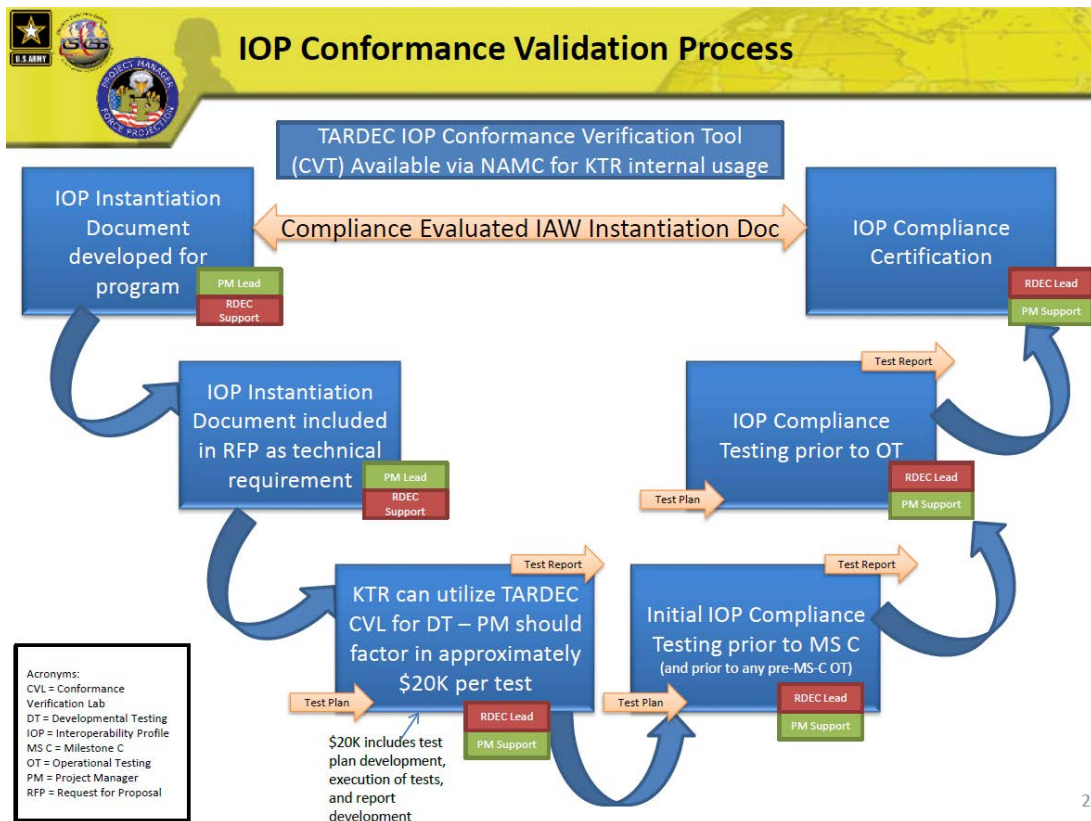 U.S.ARMY
PROJECT MANAGER
FORCE PROJECTION
IOP Conformance Validation Process
TARDEC IOP Conformance Verification Tool
(CVT) Available via NAMC for KTR internal usage
IOP Instantiation
Document
developed for
program
PM Lead
RDEC
Support
Compliance Evaluated IAW Instantiation Doc
IOP Compliance
Certification
RDEC Lead
PM Support
IOP Instantiation
Document included
in RFP as technical
requirement
PM Lead
RDEC
Support
Test Report
IOP Compliance
Testing prior to OT
Test Plan
RDEC Lead
PM Support
Test Report
KTR can utilize TARDEC
CVL for DT – PM should
factor in approximately
$20K per test
Test Plan
RDEC Lead
PM Support
$20K includes test
plan development,
execution of tests,
and report
development
Test Report
Initial IOP Compliance
Testing prior to MS C
(and prior to any pre-MS-C OT)
Test Plan
RDEC Lead
PM Support
Acronyms:
CVL = Conformance
Verification Lab
DT = Developmental Testing
IOP = Interoperability Profile
MS C = Milestone C
OT = Operational Testing
PM = Project Manager
RFP = Request for Proposal
2